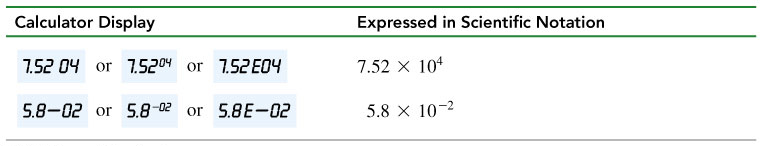 Calculator Display Expressed in Scientific Notation
7.52 04 or 7.52⁰⁴ or 7.52E04 7.52 × 10⁴
5.8–02 or 5.8⁻⁰² or 5.8E–02 5.8 × 10⁻²